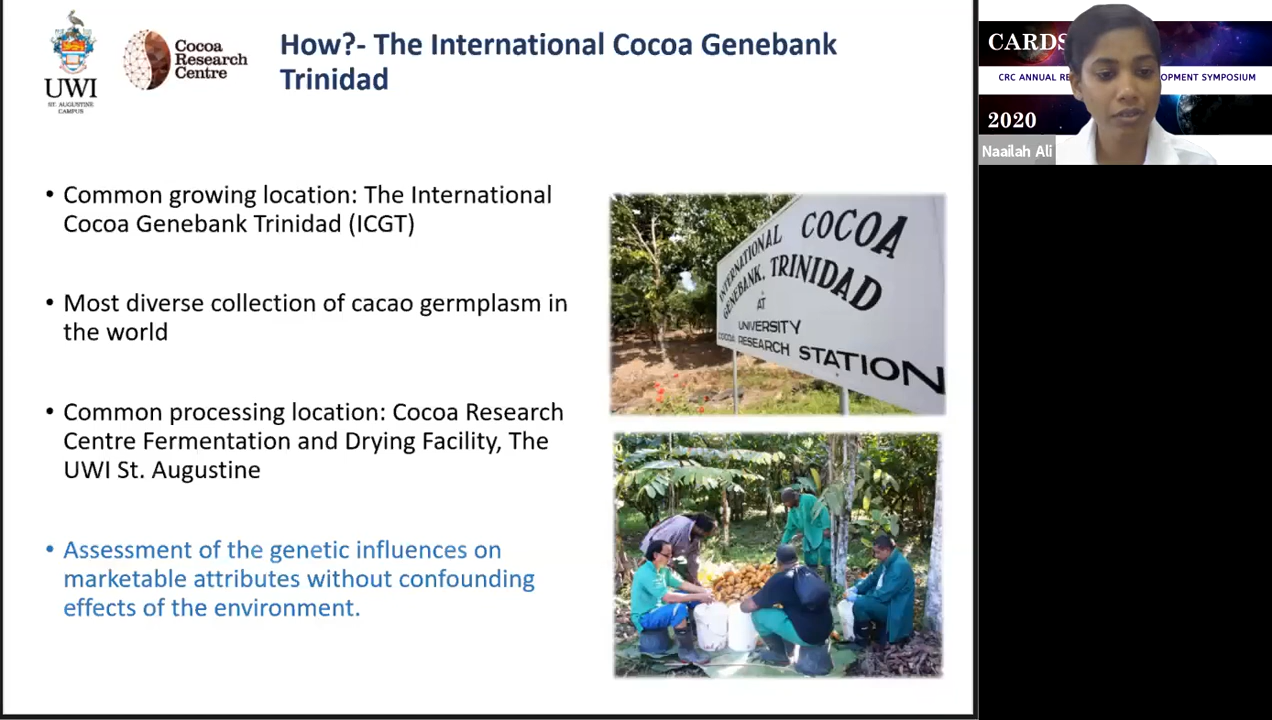 UWI
ST. AUGUSTINE
CAMPUS
Cocoa
Research
Centre
How?- The International Cocoa Genebank
Trinidad
• Common growing location: The International
Cocoa Genebank Trinidad (ICGT)
• Most diverse collection of cacao germplasm in
the world
• Common processing location: Cocoa Research
Centre Fermentation and Drying Facility, The
UWI St. Augustine
• Assessment of the genetic influences on
marketable attributes without confounding
effects of the environment.
INTERNATIONAL COCOA
GENEBANK, TRINIDAD
AT
UNIVERSITY
COCOA RESEARCH STATION
CARDS
CRC ANNUAL RE OPMENT SYMPOSIUM
2020
Naailah Ali